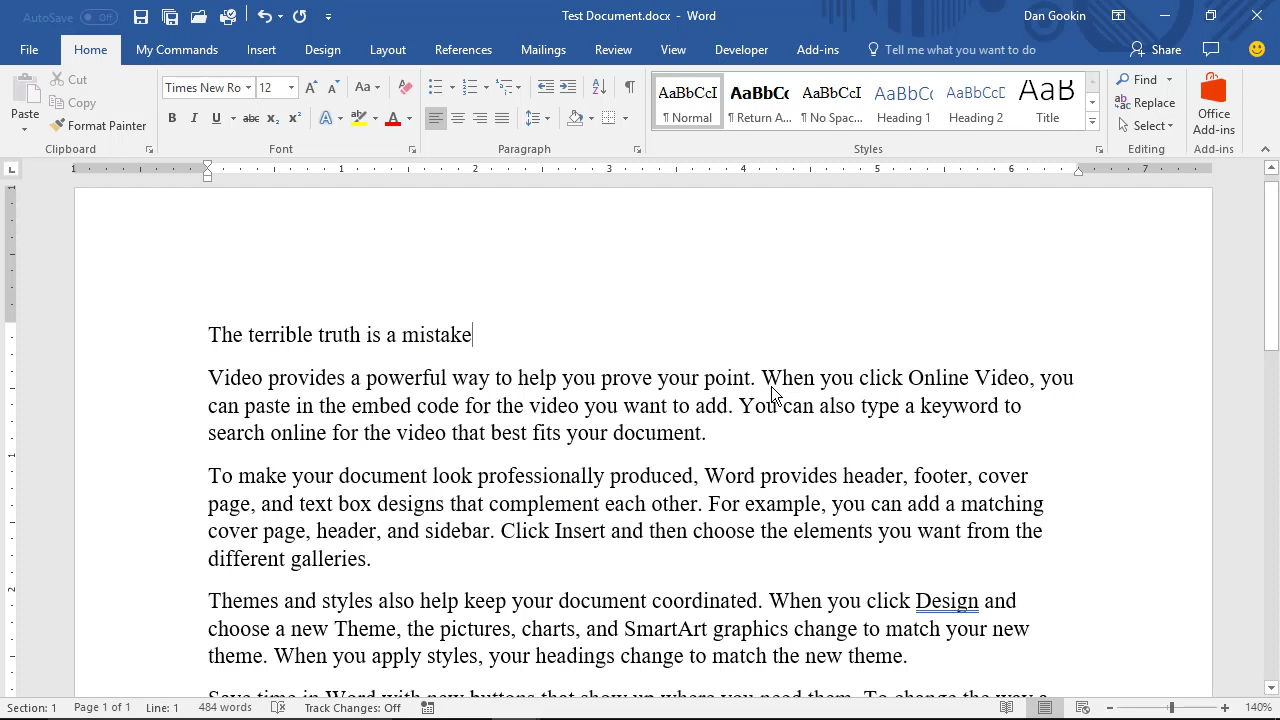 AutoSave Off
Test Document.docx - Word
Dan Gookin
File Home My Commands Insert Design Layout References Mailings Review View Developer Add-ins Tell me what you want to do Share
Paste
Cut
Copy
Format Painter
Clipboard
Times New Ro 12 Aa
B I U abc X2 X2 A A
Font
Paragraph
AaBbCcI
¶ Normal
AaBbCc
¶ Return A...
AaBbCcI
¶ No Spac...
AaBbC
Heading 1
AaBbCcD
Heading 2
AaB
Title
Styles
Find
Replace
Select
Editing
Office
Add-ins
Add-ins
L 1 1 2 3 4 5 6 7
The terrible truth is a mistake
Video provides a powerful way to help you prove your point. When you click Online Video, you
can paste in the embed code for the video you want to add. You can also type a keyword to
search online for the video that best fits your document.
To make your document look professionally produced, Word provides header, footer, cover
page, and text box designs that complement each other. For example, you can add a matching
cover page, header, and sidebar. Click Insert and then choose the elements you want from the
different galleries.
Themes and styles also help keep your document coordinated. When you click Design and
choose a new Theme, the pictures, charts, and SmartArt graphics change to match your new
theme. When you apply styles, your headings change to match the new theme.
Save time in Word with new buttons that show up where you need them. To change the way a
Section: 1 Page 1 of 1 Line: 1 484 words Track Changes: Off 140%